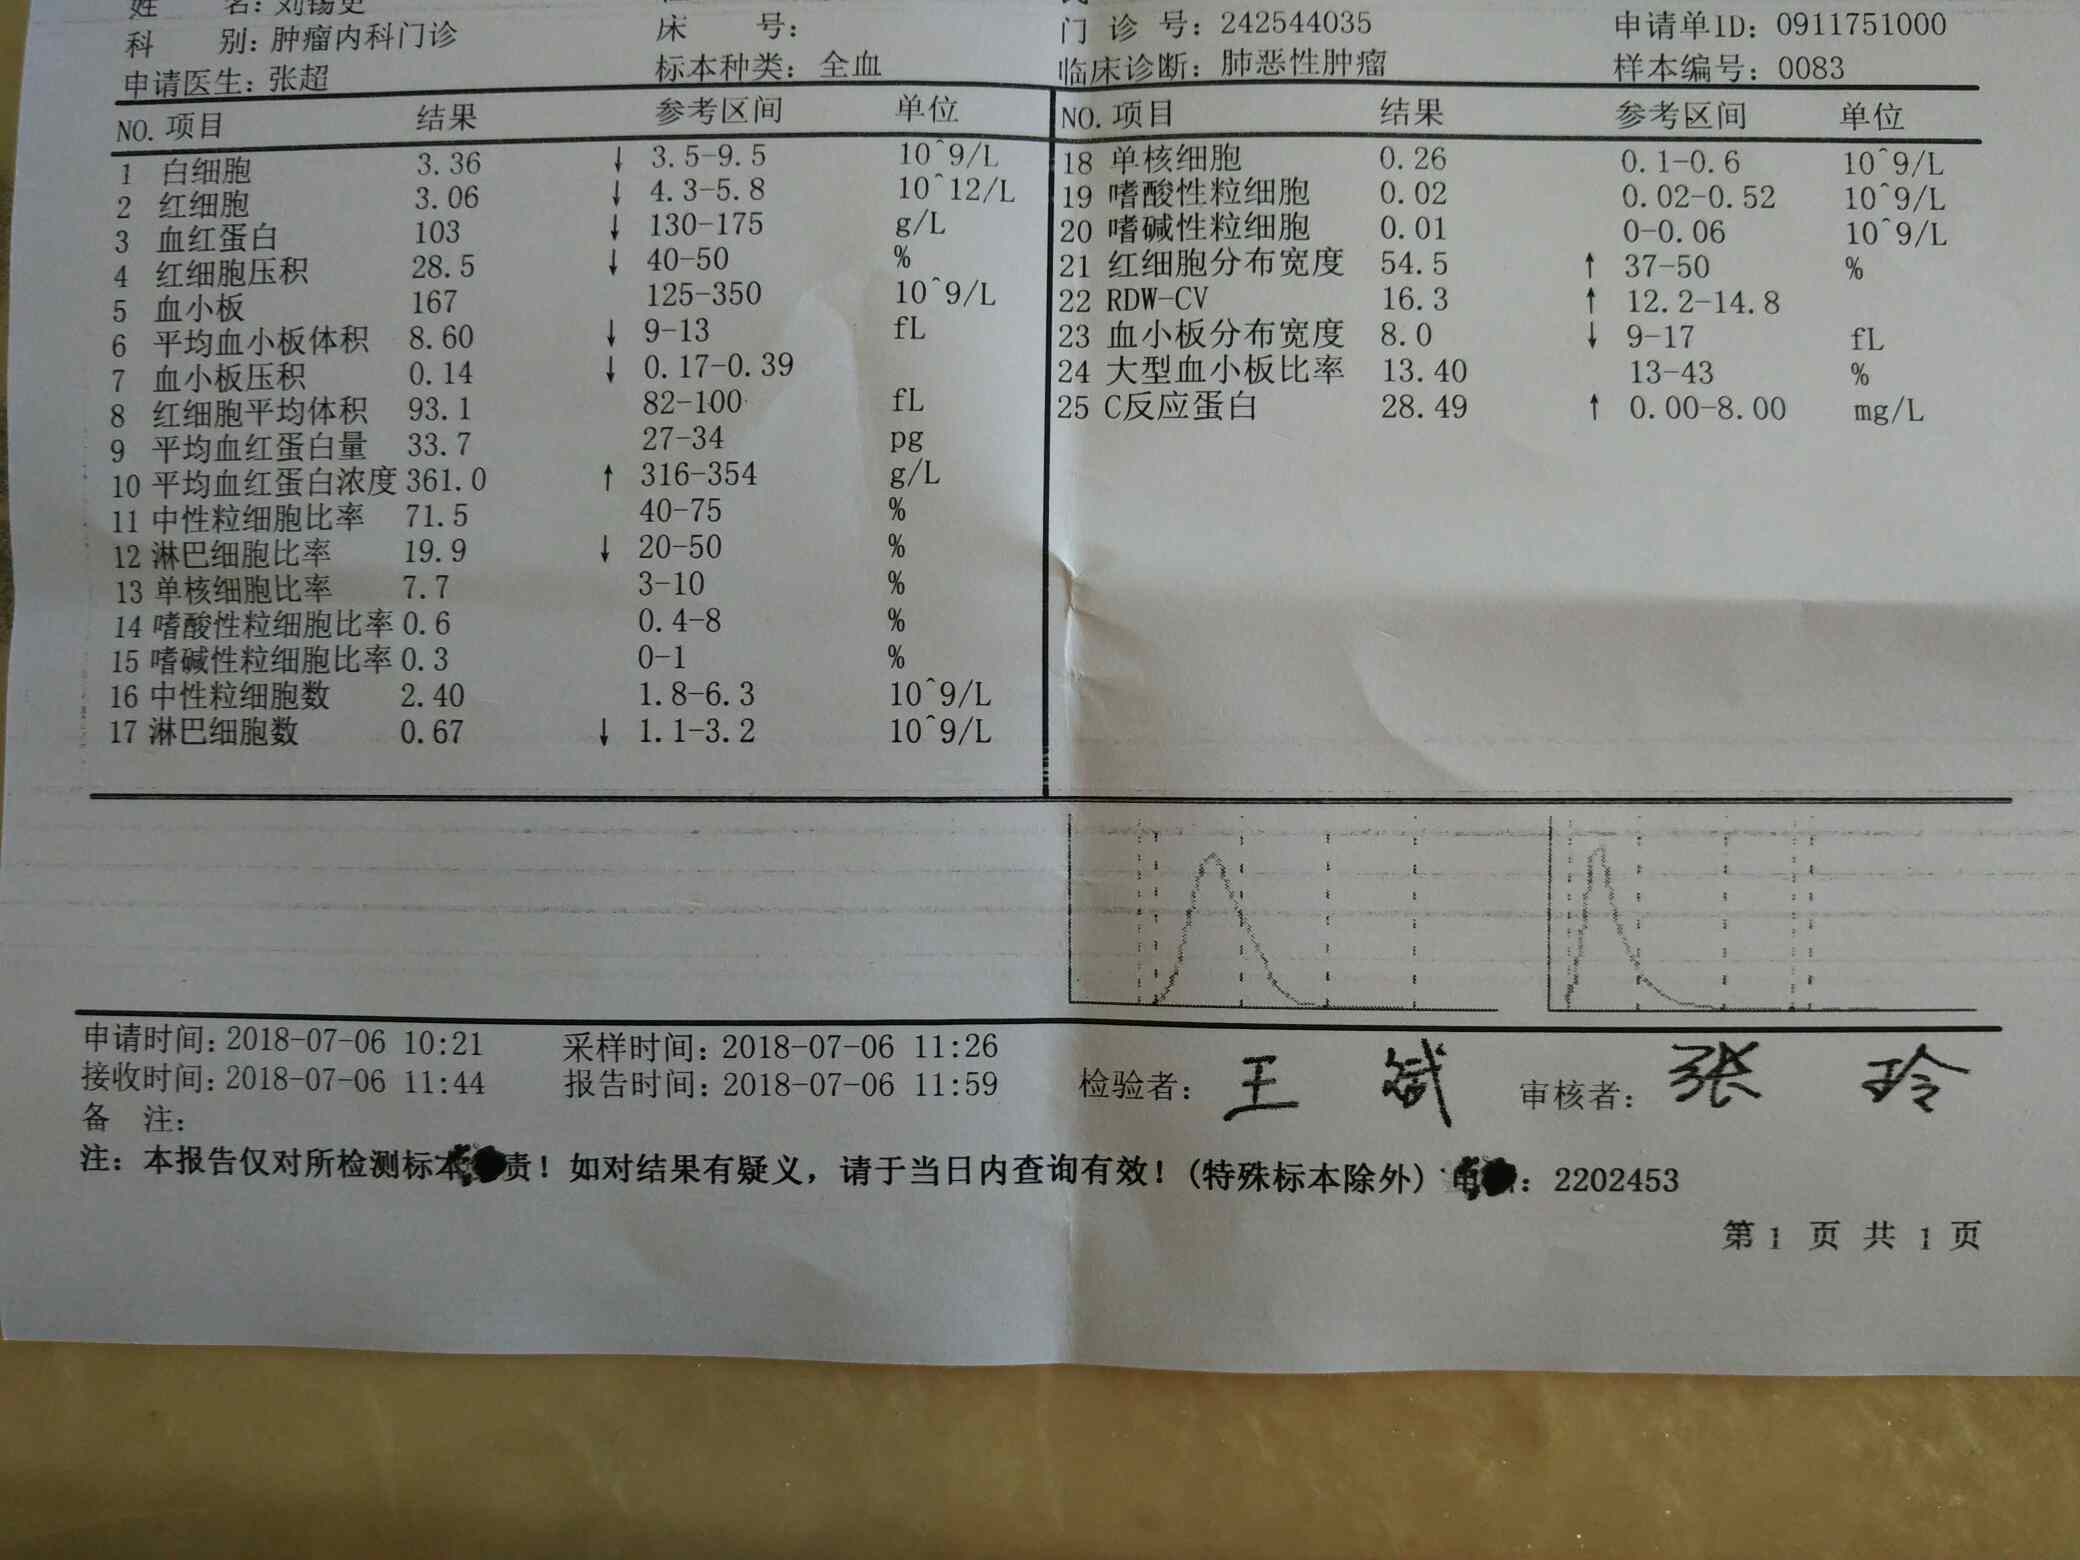 姓 名：刘锡更
科 别：肿瘤内科门诊 床 号： 门 诊 号：242544035 申请单ID：0911751000
申请医生：张超 标本种类：全血 临床诊断：肺恶性肿瘤 样本编号：0083
NO. 项目 结果 参考区间 单位 NO. 项目 结果 参考区间 单位
1 白细胞 3.36 ↓ 3.5-9.5 10^9/L 18 单核细胞 0.26 0.1-0.6 10^9/L
2 红细胞 3.06 ↓ 4.3-5.8 10^12/L 19 嗜酸性粒细胞 0.02 0.02-0.52 10^9/L
3 血红蛋白 103 ↓ 130-175 g/L 20 嗜碱性粒细胞 0.01 0-0.06 10^9/L
4 红细胞压积 28.5 ↓ 40-50 % 21 红细胞分布宽度 54.5 ↑ 37-50 %
5 血小板 167 125-350 10^9/L 22 RDW-CV 16.3 ↑ 12.2-14.8
6 平均血小板体积 8.60 ↓ 9-13 fL 23 血小板分布宽度 8.0 ↓ 9-17 fL
7 血小板压积 0.14 ↓ 0.17-0.39 24 大型血小板比率 13.40 13-43 %
8 红细胞平均体积 93.1 82-100 fL 25 C反应蛋白 28.49 ↑ 0.00-8.00 mg/L
9 平均血红蛋白量 33.7 27-34 pg
10 平均血红蛋白浓度 361.0 ↑ 316-354 g/L
11 中性粒细胞比率 71.5 40-75 %
12 淋巴细胞比率 19.9 ↓ 20-50 %
13 单核细胞比率 7.7 3-10 %
14 嗜酸性粒细胞比率 0.6 0.4-8 %
15 嗜碱性粒细胞比率 0.3 0-1 %
16 中性粒细胞数 2.40 1.8-6.3 10^9/L
17 淋巴细胞数 0.67 ↓ 1.1-3.2 10^9/L
申请时间：2018-07-06 10:21 采样时间：2018-07-06 11:26
接收时间：2018-07-06 11:44 报告时间：2018-07-06 11:59 检验者：王 斌 审核者：张 玲
备 注：
注：本报告仅对所检测标本责！如对结果有疑义，请于当日内查询有效！(特殊标本除外) 电：2202453
第 1 页 共 1 页